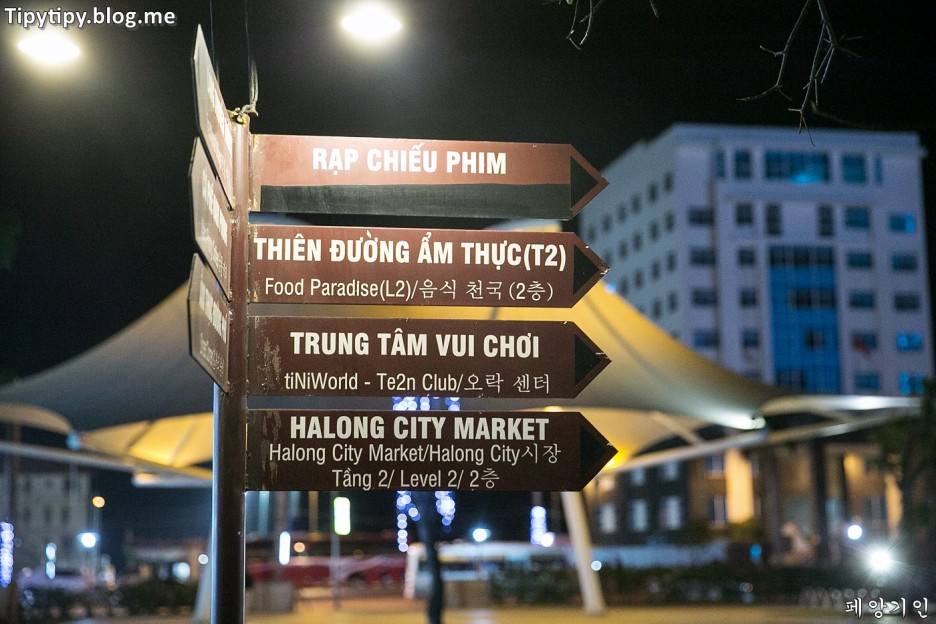 Tipytipy.blog.me
RẠP CHIẾU PHIM
THIÊN ĐƯỜNG ẨM THỰC(T2)
Food Paradise(L2)/음식 천국(2층)
TRUNG TÂM VUI CHƠI
tiNiWorld - Te2n Club/오락 센터
HALONG CITY MARKET
Halong City Market/Halong City시장
Tầng 2/ Level 2/ 2층
페앙기인